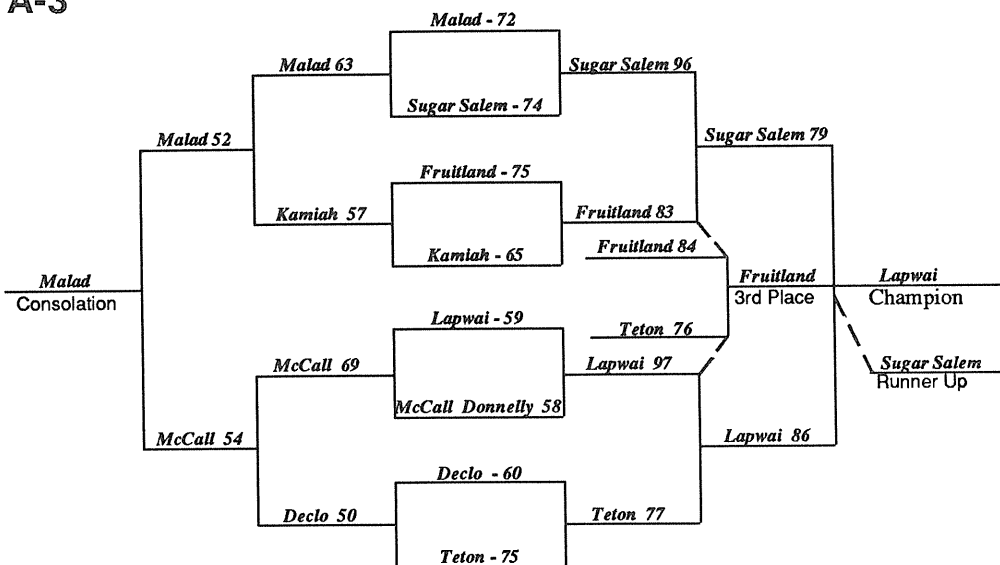 A-3
Malad - 72
Malad 63
Sugar Salem 96
Sugar Salem - 74
Malad 52
Sugar Salem 79
Fruitland - 75
Kamiah 57
Fruitland 83
Fruitland 84
Kamiah - 65
Malad
Consolation
Fruitland
3rd Place
Lapwai
Champion
Lapwai - 59
Teton 76
McCall 69
Lapwai 97
Sugar Salem
Runner Up
McCall Donnelly 58
McCall 54
Lapwai 86
Declo - 60
Declo 50
Teton 77
Teton - 75